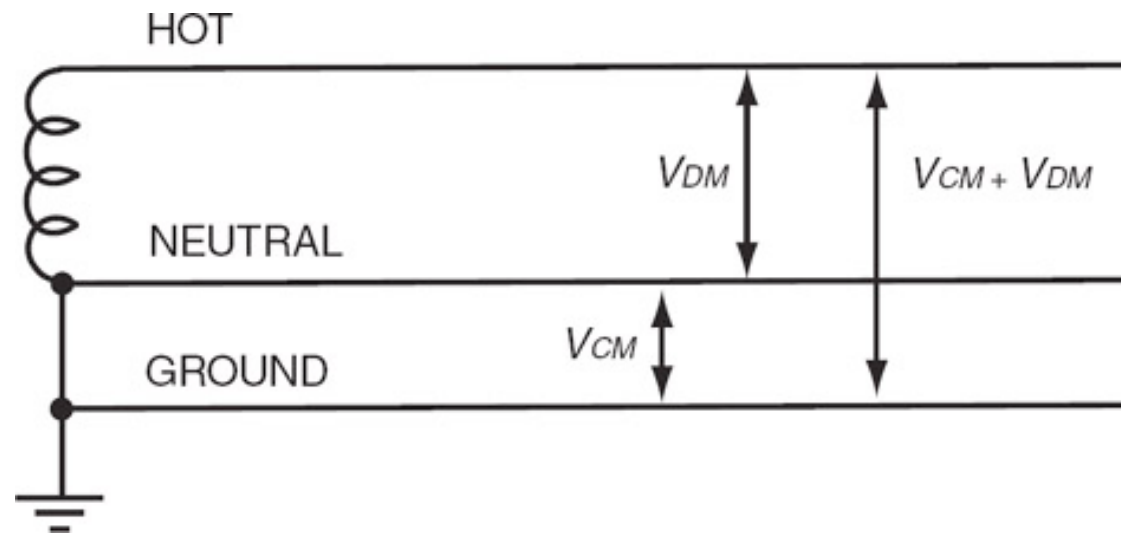 HOT
VDM
VCM + VDM
NEUTRAL
VCM
GROUND